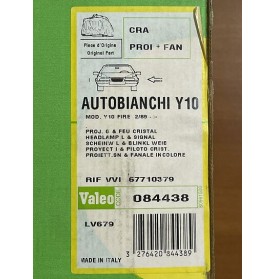 CRA
Pièce d'Origine
Original Part
PROJ + FAN
AUTOBIANCHI Y10
MOD. Y10 FIRE 2/89 ->
PROJ. G & FEU CRISTAL
HEADLAMP L & SIGNAL
SCHEINW L & BLINKL WEIß
PROYECT I & PILOTO CRIST.
PROIETT.SN & FANALE INCOLORE
RIF VVI 67710379
Valeo
084438
LV679
3 276420 844389
MADE IN ITALY